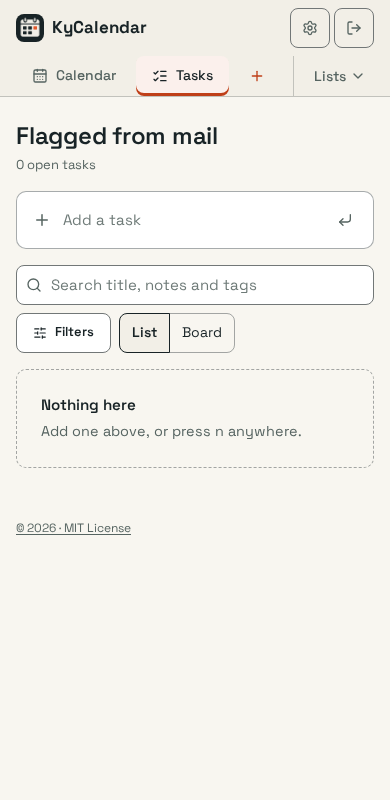 KyCalendar
Calendar
Tasks
Lists
Flagged from mail
0 open tasks
Add a task
Search title, notes and tags
Filters
List
Board
Nothing here
Add one above, or press n anywhere.
© 2026 · MIT License